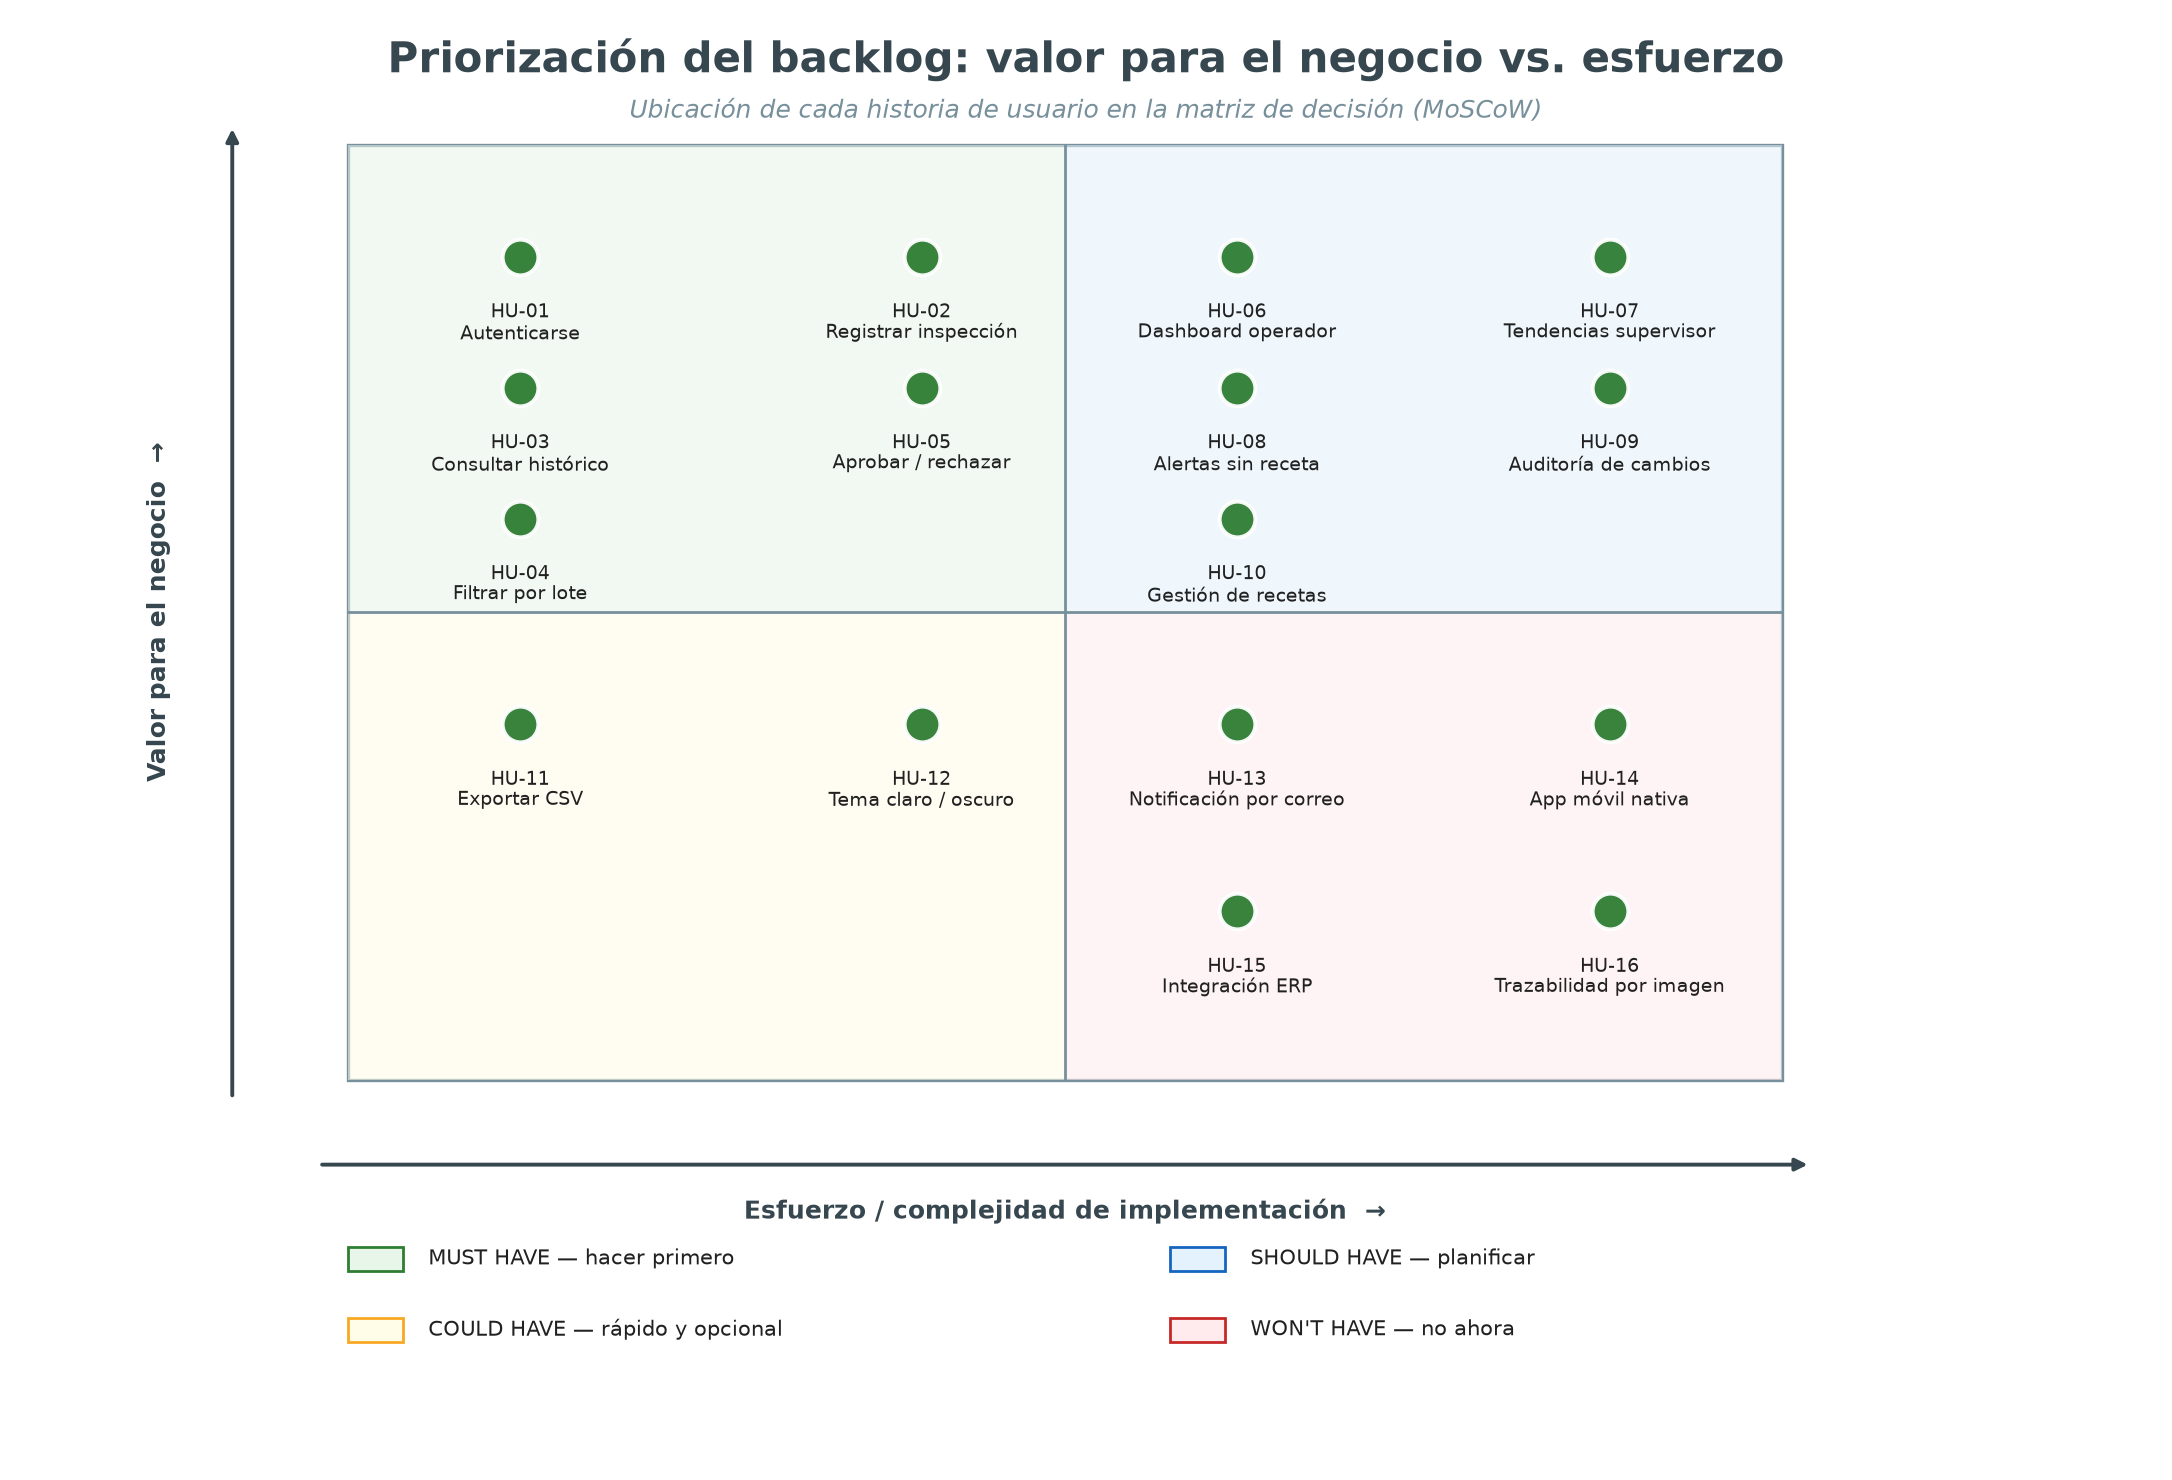 Priorización del backlog: valor para el negocio vs. esfuerzo
Ubicación de cada historia de usuario en la matriz de decisión (MoSCoW)
Valor para el negocio →
HU-01
Autenticarse
HU-02
Registrar inspección
HU-06
Dashboard operador
HU-07
Tendencias supervisor
HU-03
Consultar histórico
HU-05
Aprobar / rechazar
HU-08
Alertas sin receta
HU-09
Auditoría de cambios
HU-04
Filtrar por lote
HU-10
Gestión de recetas
HU-11
Exportar CSV
HU-12
Tema claro / oscuro
HU-13
Notificación por correo
HU-14
App móvil nativa
HU-15
Integración ERP
HU-16
Trazabilidad por imagen
Esfuerzo / complejidad de implementación →
MUST HAVE — hacer primero
SHOULD HAVE — planificar
COULD HAVE — rápido y opcional
WON'T HAVE — no ahora